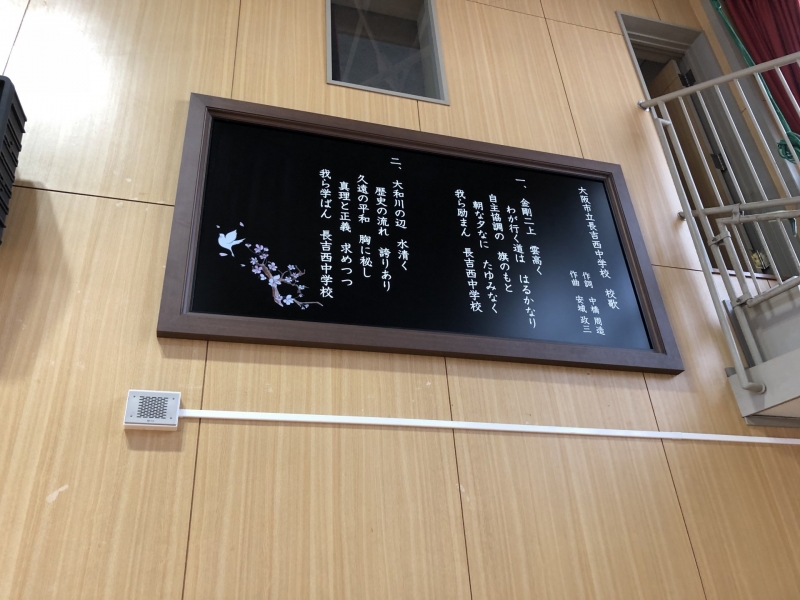 大阪市立長吉西中学校 校歌
作詞 中橋 周造
作曲 安堀 政三
一、金剛二上 雲高く
わが行く道は はるかなり
自主協調の 旗のもと
朝な夕なに たゆみなく
我ら励まん 長吉西中学校
二、大和川の辺 水清く
歴史の流れ 誇りあり
久遠の平和 胸に秘し
真理と正義 求めつつ
我ら学ばん 長吉西中学校